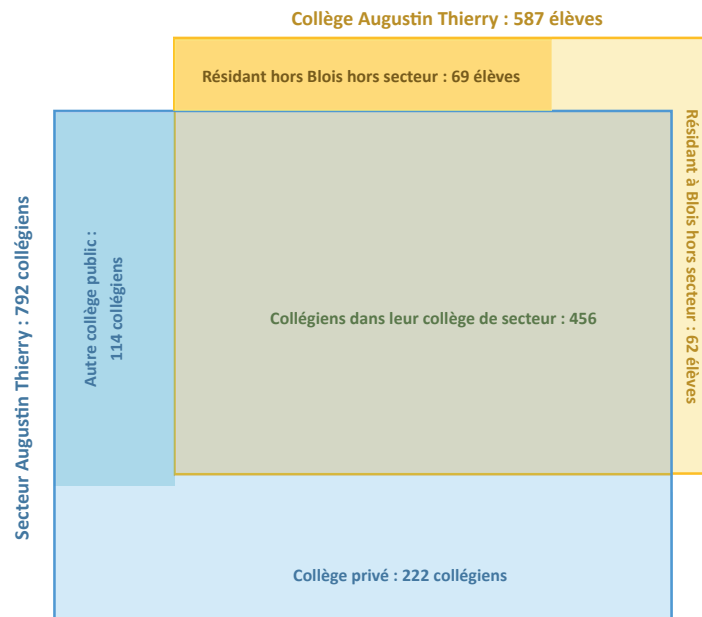 Collège Augustin Thierry : 587 élèves
Résidant hors Blois hors secteur : 69 élèves
Résidant à Blois hors secteur : 62 élèves
Secteur Augustin Thierry : 792 collégiens
Autre collège public :
114 collégiens
Collégiens dans leur collège de secteur : 456
Collège privé : 222 collégiens